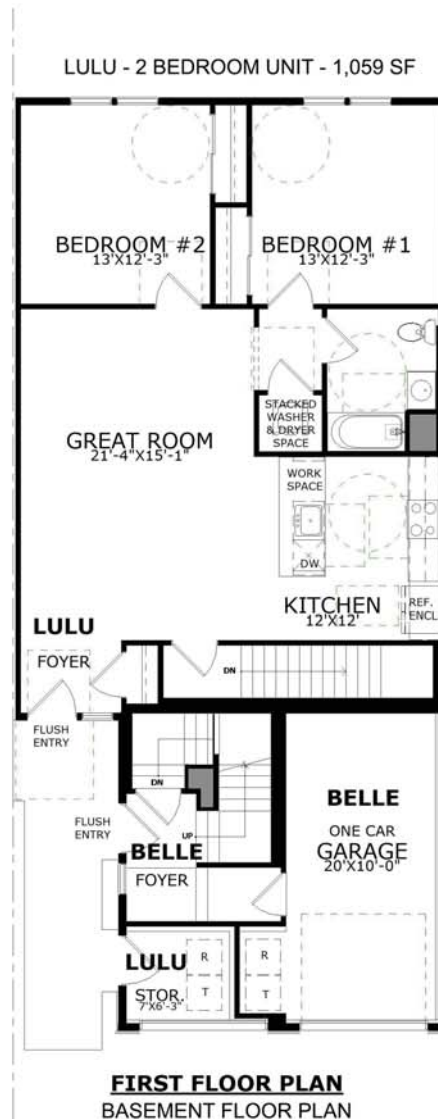 LULU - 2 BEDROOM UNIT - 1,059 SF
BEDROOM #2
13'X12'-3"
BEDROOM #1
13'X12'-3"
STACKED
WASHER
& DRYER
SPACE
GREAT ROOM
21'-4"X15'-1"
WORK
SPACE
DW
KITCHEN
12'X12'
REF.
ENCL
LULU
FOYER
DN
FLUSH
ENTRY
DN
FLUSH
ENTRY
UP
BELLE
FOYER
BELLE
ONE CAR
GARAGE
20'X10'-0"
LULU
STOR.
7'X6'-3"
R
T
R
T
FIRST FLOOR PLAN
BASEMENT FLOOR PLAN